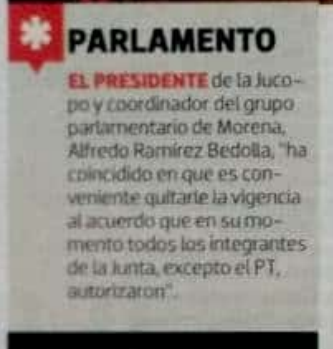 PARLAMENTO
EL PRESIDENTE de la Juco-
po y coordinador del grupo
parlamentario de Morena,
Alfredo Ramírez Bedolla, "ha
coincidido en que es con-
veniente quitarle la vigencia
al acuerdo que en su mo-
mento todos los integrantes
de la Junta, excepto el PT,
autorizaron".